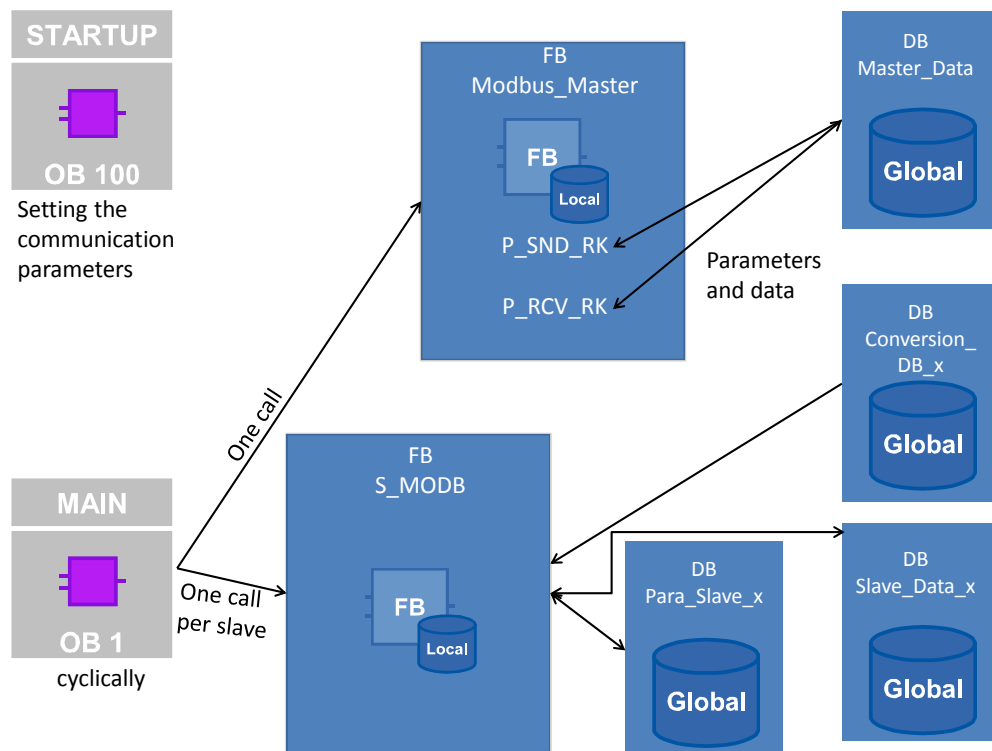 STARTUP
OB 100
Setting the
communication
parameters
FB
Modbus_Master
FB
Local
P_SND_RK
P_RCV_RK
DB
Master_Data
Global
Parameters
and data
DB
Conversion_
DB_x
Global
One call
MAIN
OB 1
cyclically
One call
per slave
FB
S_MODB
FB
Local
DB
Para_Slave_x
Global
DB
Slave_Data_x
Global